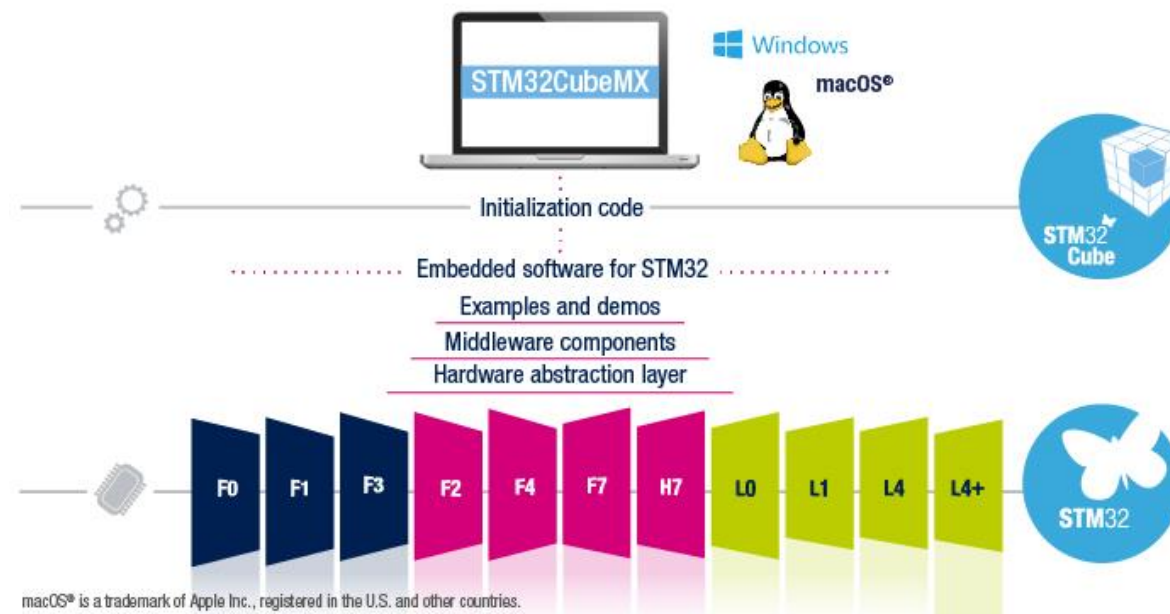 STM32CubeMX
Windows
macOS®
Initialization code
STM32
Cube
Embedded software for STM32
Examples and demos
Middleware components
Hardware abstraction layer
F0 F1 F3 F2 F4 F7 H7 L0 L1 L4 L4+
STM32
macOS® is a trademark of Apple Inc., registered in the U.S. and other countries.